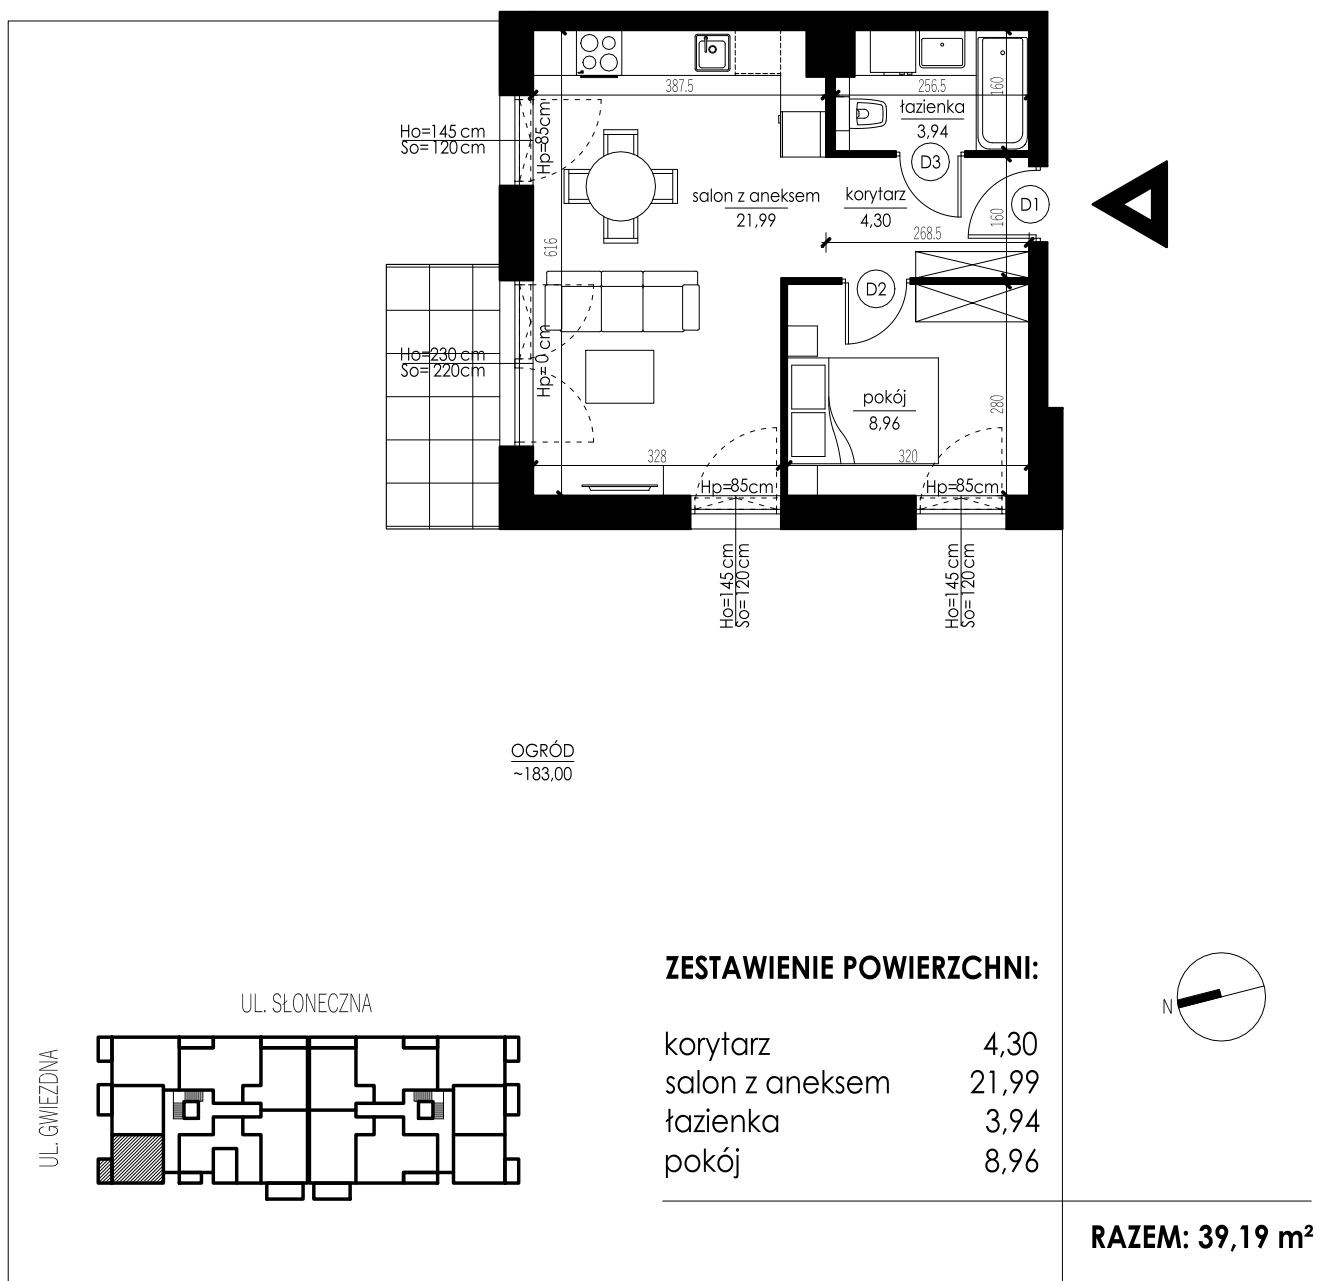 387.5
256.5
160
łazienka
3,94
Ho=145 cm
So= 120cm
Hp=85cm
D3
salon z aneksem
21,99
korytarz
4,30
D1
160
268.5
616
D2
Ho=230 cm
So= 220cm
Hp=0 cm
pokój
8,96
280
328
320
Hp=85cm
Hp=85cm
Ho=145 cm
So= 120cm
Ho=145 cm
So= 120cm
OGRÓD
~183,00
ZESTAWIENIE POWIERZCHNI:
korytarz 4,30
salon z aneksem 21,99
łazienka 3,94
pokój 8,96
RAZEM: 39,19 m²
N
UL. SŁONECZNA
UL. GWIEZDNA